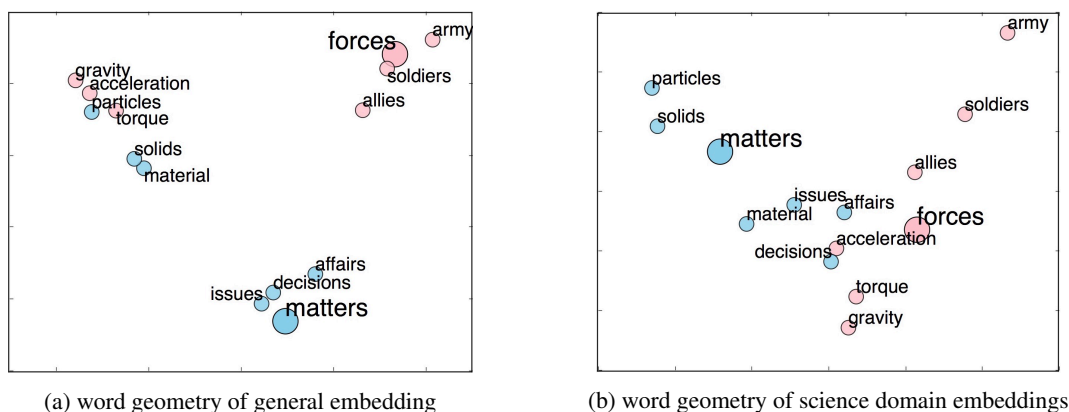 army
forces
soldiers
gravity
acceleration
particles
torque
allies
solids
material
affairs
decisions
issues
matters
(a) word geometry of general embedding
army
particles
soldiers
solids
matters
allies
issues
affairs
material
forces
acceleration
decisions
torque
gravity
(b) word geometry of science domain embeddings